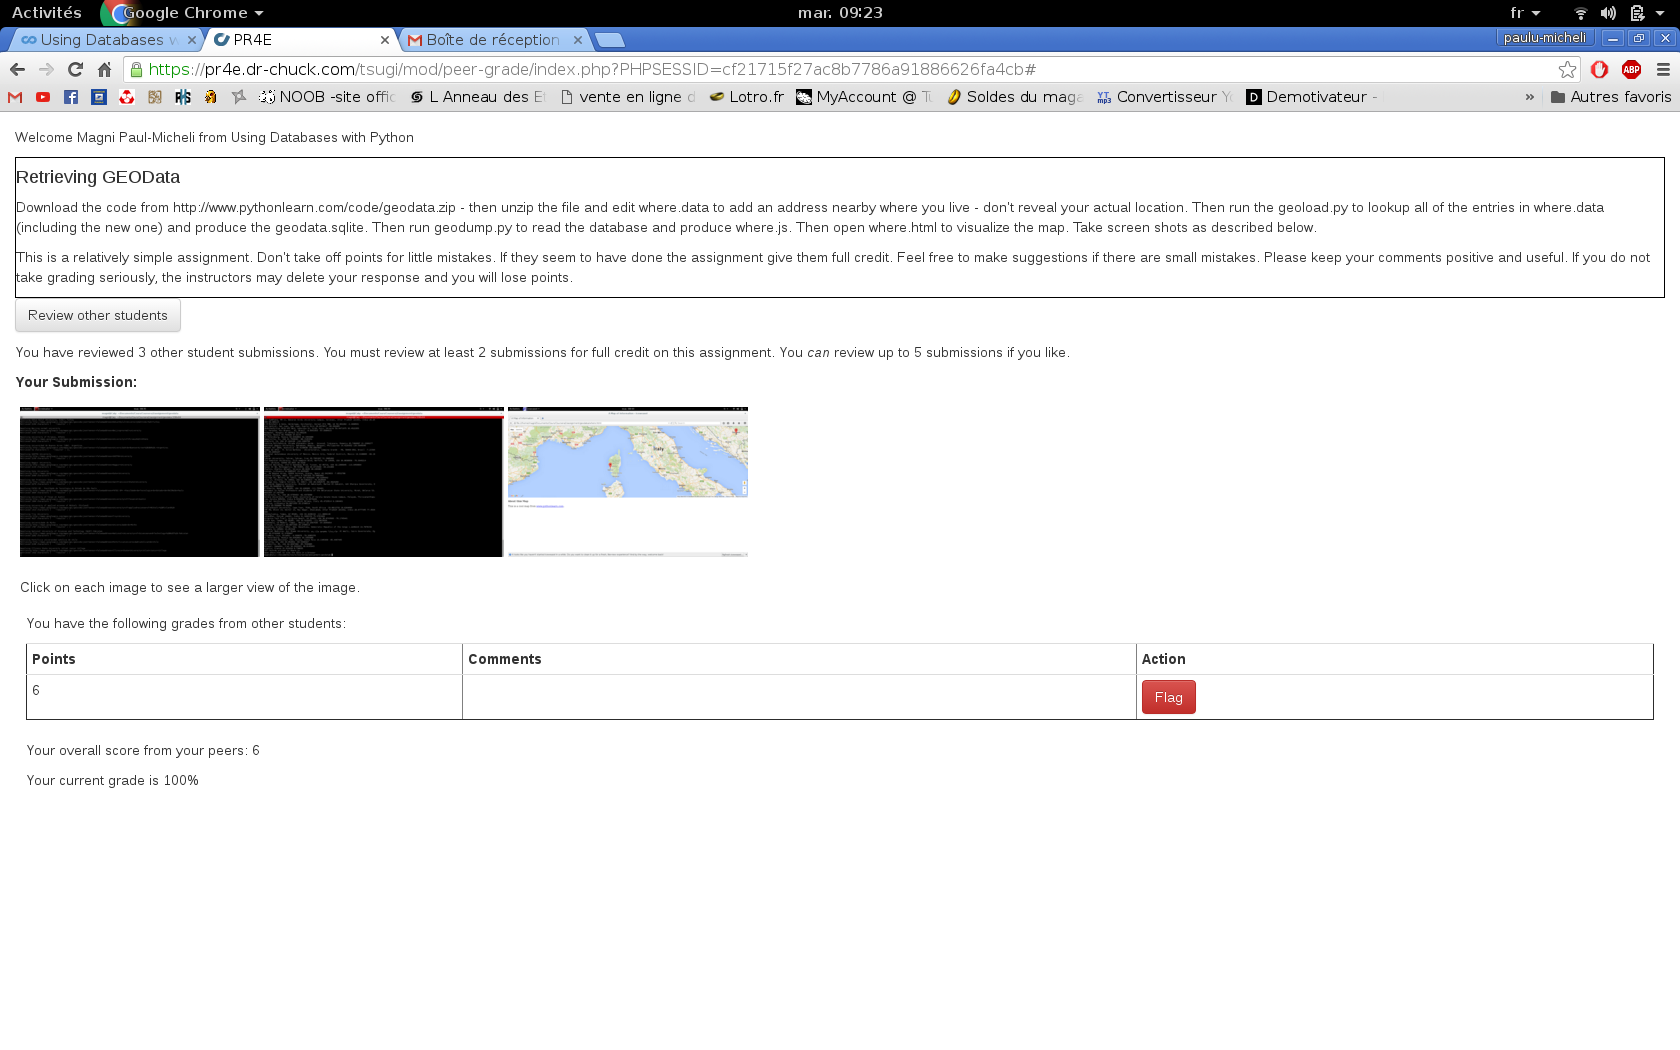 Activités Google Chrome mar. 09:23 fr
Using Databases w PR4E Boîte de réception paulu-micheli
https://pr4e.dr-chuck.com/tsugi/mod/peer-grade/index.php?PHPSESSID=cf21715f27ac8b7786a91886626fa4cb# ABP
NOOB -site offic L Anneau des E vente en ligne d Lotro.fr MyAccount @ Tu Soldes du maga Convertisseur Yo Demotivateur - » Autres favoris
Welcome Magni Paul-Micheli from Using Databases with Python
Retrieving GEOData
Download the code from http://www.pythonlearn.com/code/geodata.zip - then unzip the file and edit where.data to add an address nearby where you live - don't reveal your actual location. Then run the geoload.py to lookup all of the entries in where.data
(including the new one) and produce the geodata.sqlite. Then run geodump.py to read the database and produce where.js. Then open where.html to visualize the map. Take screen shots as described below.
This is a relatively simple assignment. Don't take off points for little mistakes. If they seem to have done the assignment give them full credit. Feel free to make suggestions if there are small mistakes. Please keep your comments positive and useful. If you do not
take grading seriously, the instructors may delete your response and you will lose points.
Review other students
You have reviewed 3 other student submissions. You must review at least 2 submissions for full credit on this assignment. You can review up to 5 submissions if you like.
Your Submission:
Italy
Click on each image to see a larger view of the image.
You have the following grades from other students:
Points Comments Action
6 Flag
Your overall score from your peers: 6
Your current grade is 100%